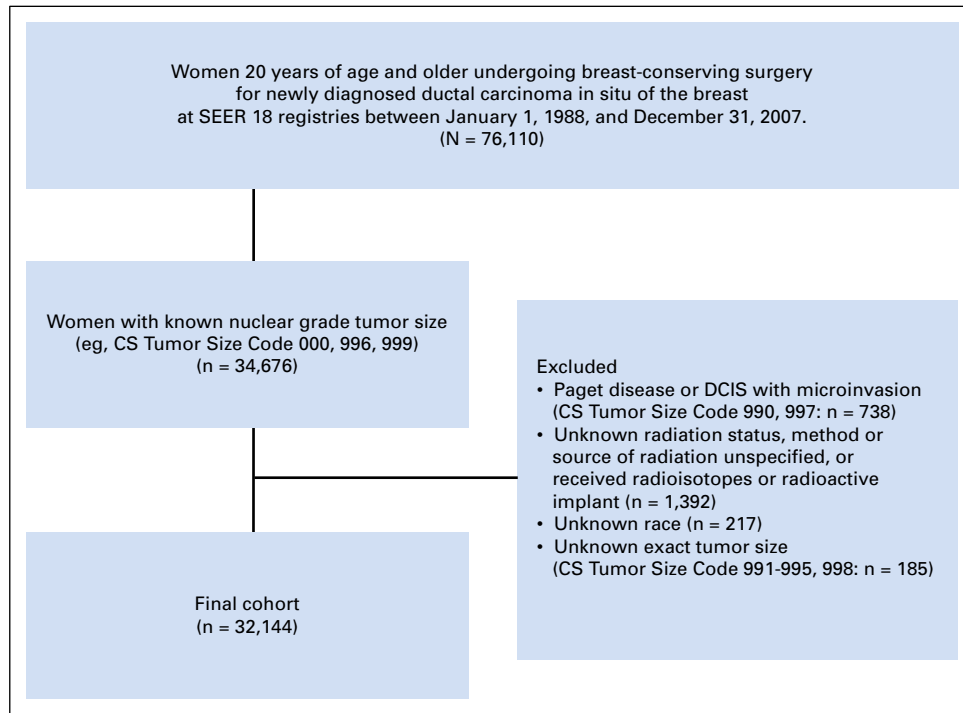 Women 20 years of age and older undergoing breast-conserving surgery
for newly diagnosed ductal carcinoma in situ of the breast
at SEER 18 registries between January 1, 1988, and December 31, 2007.
(N = 76,110)
Women with known nuclear grade tumor size
(eg, CS Tumor Size Code 000, 996, 999)
(n = 34,676)
Excluded
• Paget disease or DCIS with microinvasion
(CS Tumor Size Code 990, 997: n = 738)
• Unknown radiation status, method or
source of radiation unspecified, or
received radioisotopes or radioactive
implant (n = 1,392)
• Unknown race (n = 217)
• Unknown exact tumor size
(CS Tumor Size Code 991-995, 998: n = 185)
Final cohort
(n = 32,144)